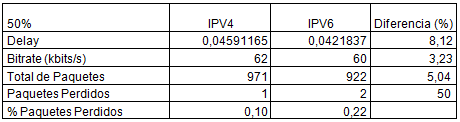 50% IPV4 IPV6 Diferencia (%)
Delay 0,04591165 0,0421837 8,12
Bitrate (kbits/s) 62 60 3,23
Total de Paquetes 971 922 5,04
Paquetes Perdidos 1 2 50
% Paquetes Perdidos 0,10 0,22